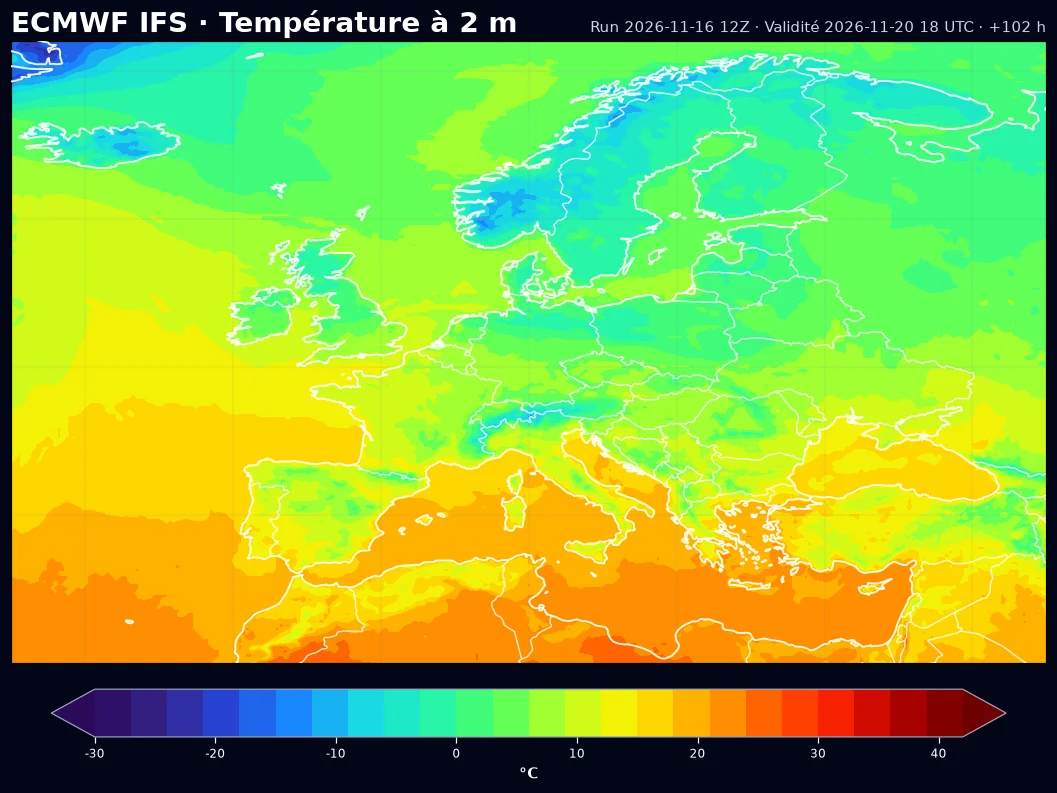 ECMWF IFS · Température à 2 m
Run 2026-11-16 12Z · Validité 2026-11-20 18 UTC · +102 h
-30 -20 -10 0 10 20 30 40
°C